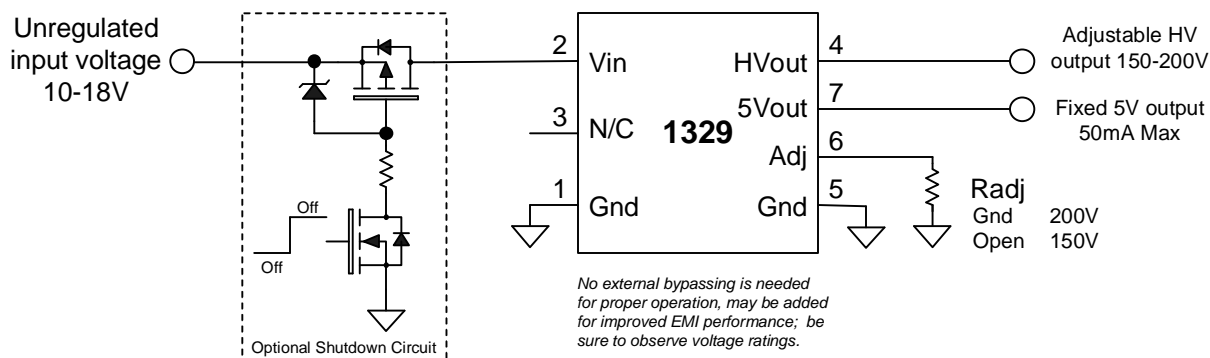 Unregulated
input voltage
10-18V
Off
Off
Optional Shutdown Circuit
2
Vin
3
N/C
1
Gnd
1329
HVout
4
5Vout
7
Adj
6
Gnd
5
Adjustable HV
output 150-200V
Fixed 5V output
50mA Max
Radj
Gnd 200V
Open 150V
No external bypassing is needed
for proper operation, may be added
for improved EMI performance; be
sure to observe voltage ratings.